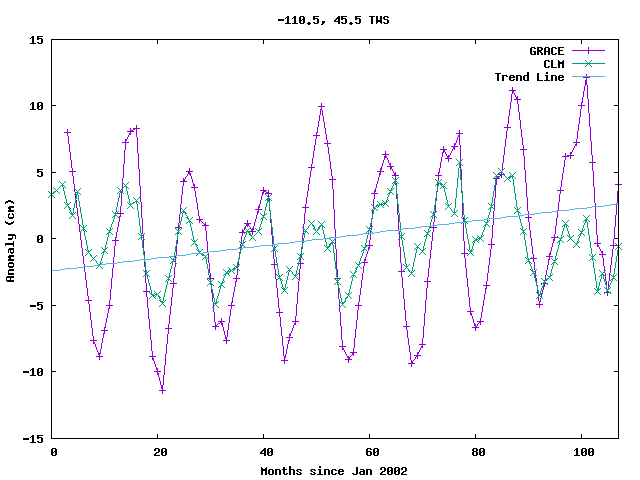 -110.5, 45.5 TWS
GRACE
CLM
Trend Line
15
10
5
0
-5
-10
-15
Anomaly (cm)
0 20 40 60 80 100
Months since Jan 2002